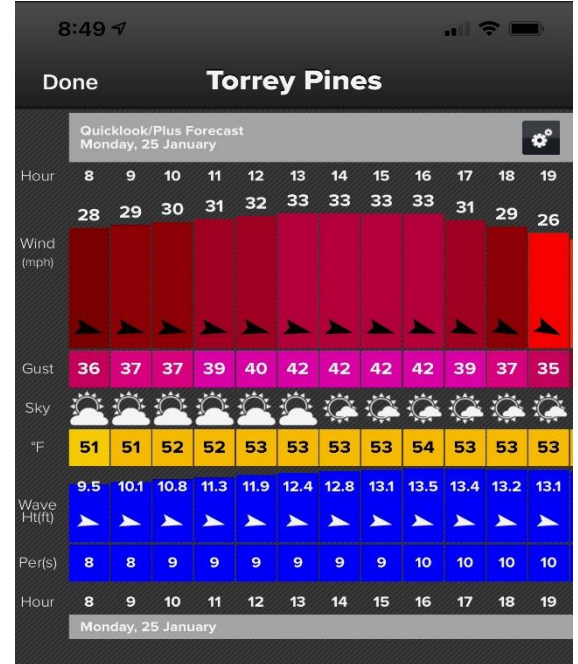 8:49
Done Torrey Pines
Quicklook/Plus Forecast
Monday, 25 January
Hour 8 9 10 11 12 13 14 15 16 17 18 19
28 29 30 31 32 33 33 33 33 31 29 26
Wind
(mph)
Gust 36 37 37 39 40 42 42 42 42 39 37 35
Sky
°F 51 51 52 52 53 53 53 53 54 53 53 53
9.5 10.1 10.8 11.3 11.9 12.4 12.8 13.1 13.5 13.4 13.2 13.1
Wave
Ht(ft)
Per(s) 8 8 9 9 9 9 9 9 10 10 10 10
Hour 8 9 10 11 12 13 14 15 16 17 18 19
Monday, 25 January